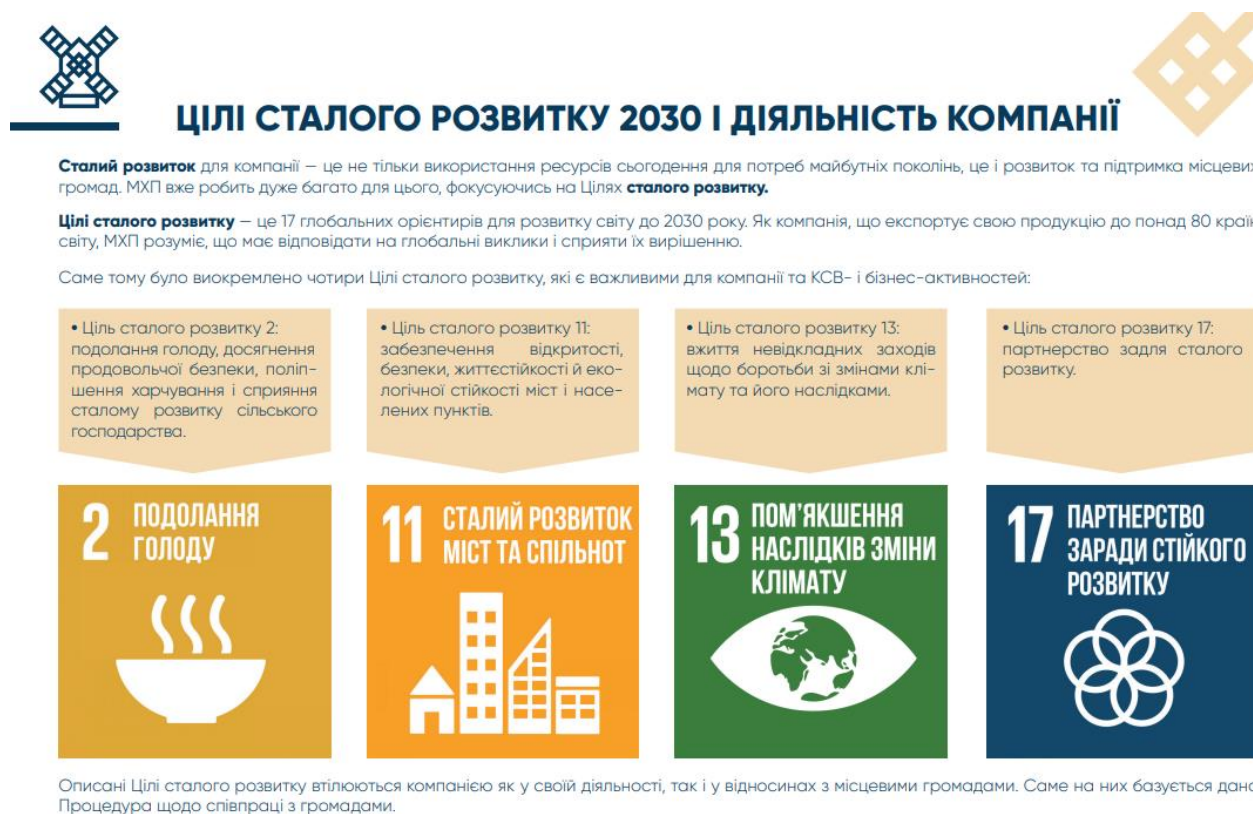 ЦІЛІ СТАЛОГО РОЗВИТКУ 2030 І ДІЯЛЬНІСТЬ КОМПАНІЇ
Сталий розвиток для компанії — це не тільки використання ресурсів сьогодення для потреб майбутніх поколінь, це і розвиток та підтримка місцевих
громад. МХП вже робить дуже багато для цього, фокусуючись на Цілях сталого розвитку.
Цілі сталого розвитку — це 17 глобальних орієнтирів для розвитку світу до 2030 року. Як компанія, що експортує свою продукцію до понад 80 країн
світу, МХП розуміє, що має відповідати на глобальні виклики і сприяти їх вирішенню.
Саме тому було виокремлено чотири Цілі сталого розвитку, які є важливими для компанії та КСВ- і бізнес-активностей:
• Ціль сталого розвитку 2:
подолання голоду, досягнення
продовольчої безпеки, поліп-
шення харчування і сприяння
сталому розвитку сільського
господарства.
• Ціль сталого розвитку 11:
забезпечення відкритості,
безпеки, життєстійкості й еко-
логічної стійкості міст і насе-
лених пунктів.
• Ціль сталого розвитку 13:
вжиття невідкладних заходів
щодо боротьби зі змінами клі-
мату та його наслідками.
• Ціль сталого розвитку 17:
партнерство задля сталого
розвитку.
2 ПОДОЛАННЯ
ГОЛОДУ
11 СТАЛИЙ РОЗВИТОК
МІСТ ТА СПІЛЬНОТ
13 ПОМ'ЯКШЕННЯ
НАСЛІДКІВ ЗМІНИ
КЛІМАТУ
17 ПАРТНЕРСТВО
ЗАРАДИ СТІЙКОГО
РОЗВИТКУ
Описані Цілі сталого розвитку втілюються компанією як у своїй діяльності, так і у відносинах з місцевими громадами. Саме на них базується дана
Процедура щодо співпраці з громадами.